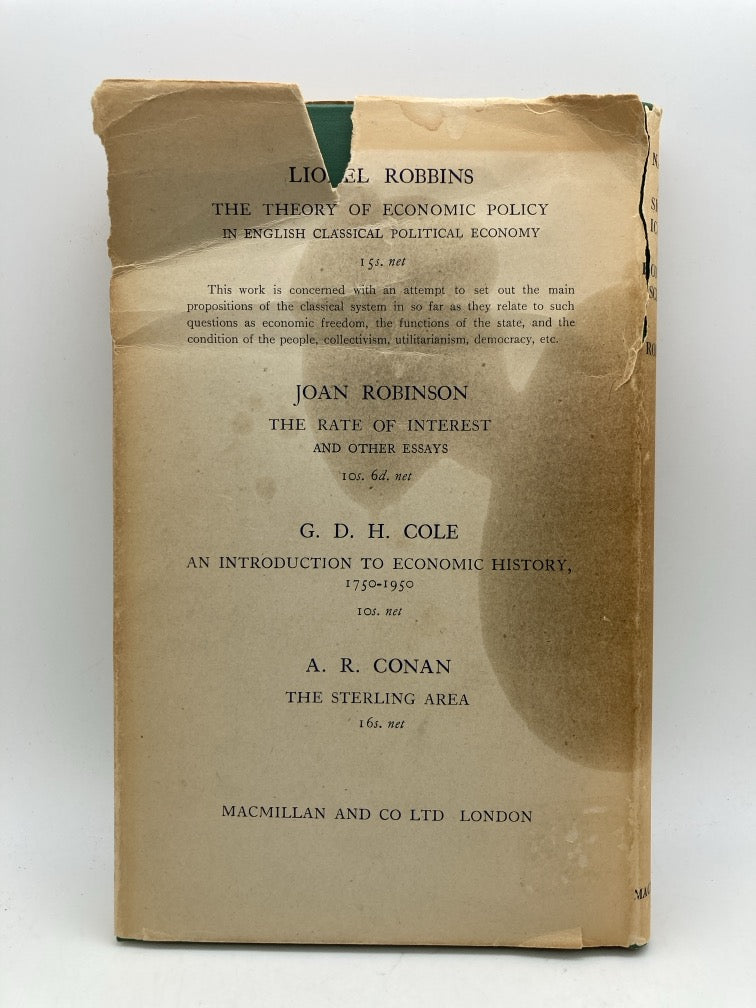 LIONEL ROBBINS
THE THEORY OF ECONOMIC POLICY
IN ENGLISH CLASSICAL POLITICAL ECONOMY
15s. net
This work is concerned with an attempt to set out the main
propositions of the classical system in so far as they relate to such
questions as economic freedom, the functions of the state, and the
condition of the people, collectivism, utilitarianism, democracy, etc.
JOAN ROBINSON
THE RATE OF INTEREST
AND OTHER ESSAYS
10s. 6d. net
G. D. H. COLE
AN INTRODUCTION TO ECONOMIC HISTORY,
1750-1950
10s. net
A. R. CONAN
THE STERLING AREA
16s. net
MACMILLAN AND CO LTD LONDON